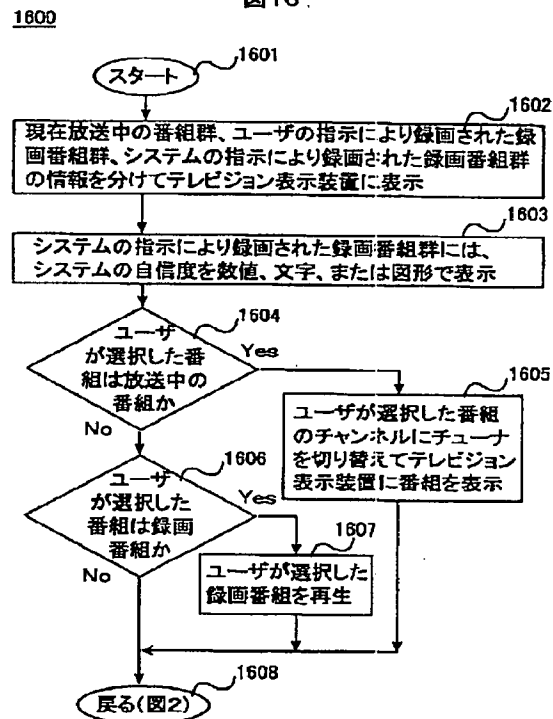 図16
1600
1601
スタート
1602
現在放送中の番組群、ユーザの指示により録画された録
画番組群、システムの指示により録画された録画番組群
の情報を分けてテレビジョン表示装置に表示
1603
システムの指示により録画された録画番組群には、
システムの自信度を数値、文字、または図形で表示
1604
ユーザ
が選択した番
組は放送中の
番組か
Yes
No
1605
ユーザが選択した番組
のチャンネルにチューナ
を切り替えてテレビジョン
表示装置に番組を表示
1606
ユーザ
が選択した
番組は録画
番組か
Yes
No
1607
ユーザが選択した
録画番組を再生
1608
戻る(図2)